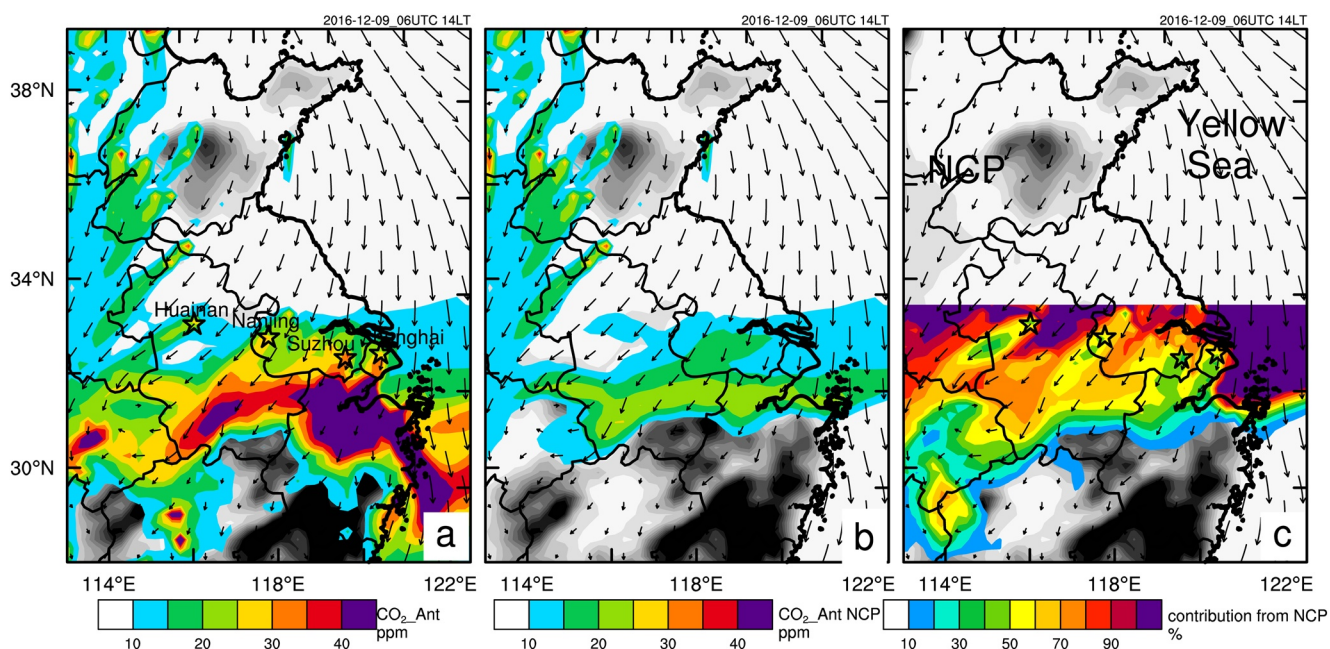 2016-12-09_06UTC 14LT
2016-12-09_06UTC 14LT
2016-12-09_06UTC 14LT
38°N
34°N
30°N
Yellow
Sea
NCP
Huainan
Nanjing
Suzhou
a
b
c
114°E 118°E 122°E
114°E 118°E 122°E
114°E 118°E 122°E
CO₂_Ant
ppm
10 20 30 40
CO₂_Ant NCP
ppm
10 20 30 40
contribution from NCP
%
10 30 50 70 90